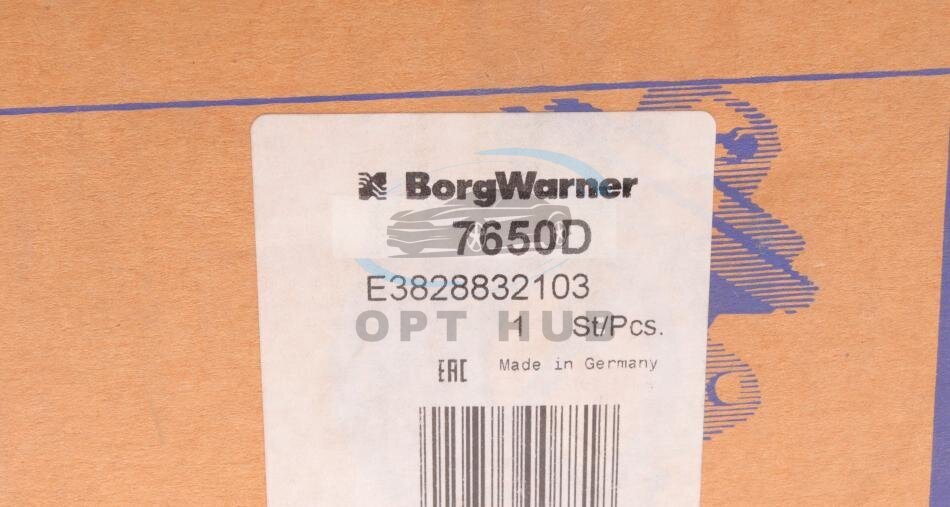 BorgWarner
7650D
E3828832103
OPT HUB
1 St/Pcs.
EAC Made in Germany